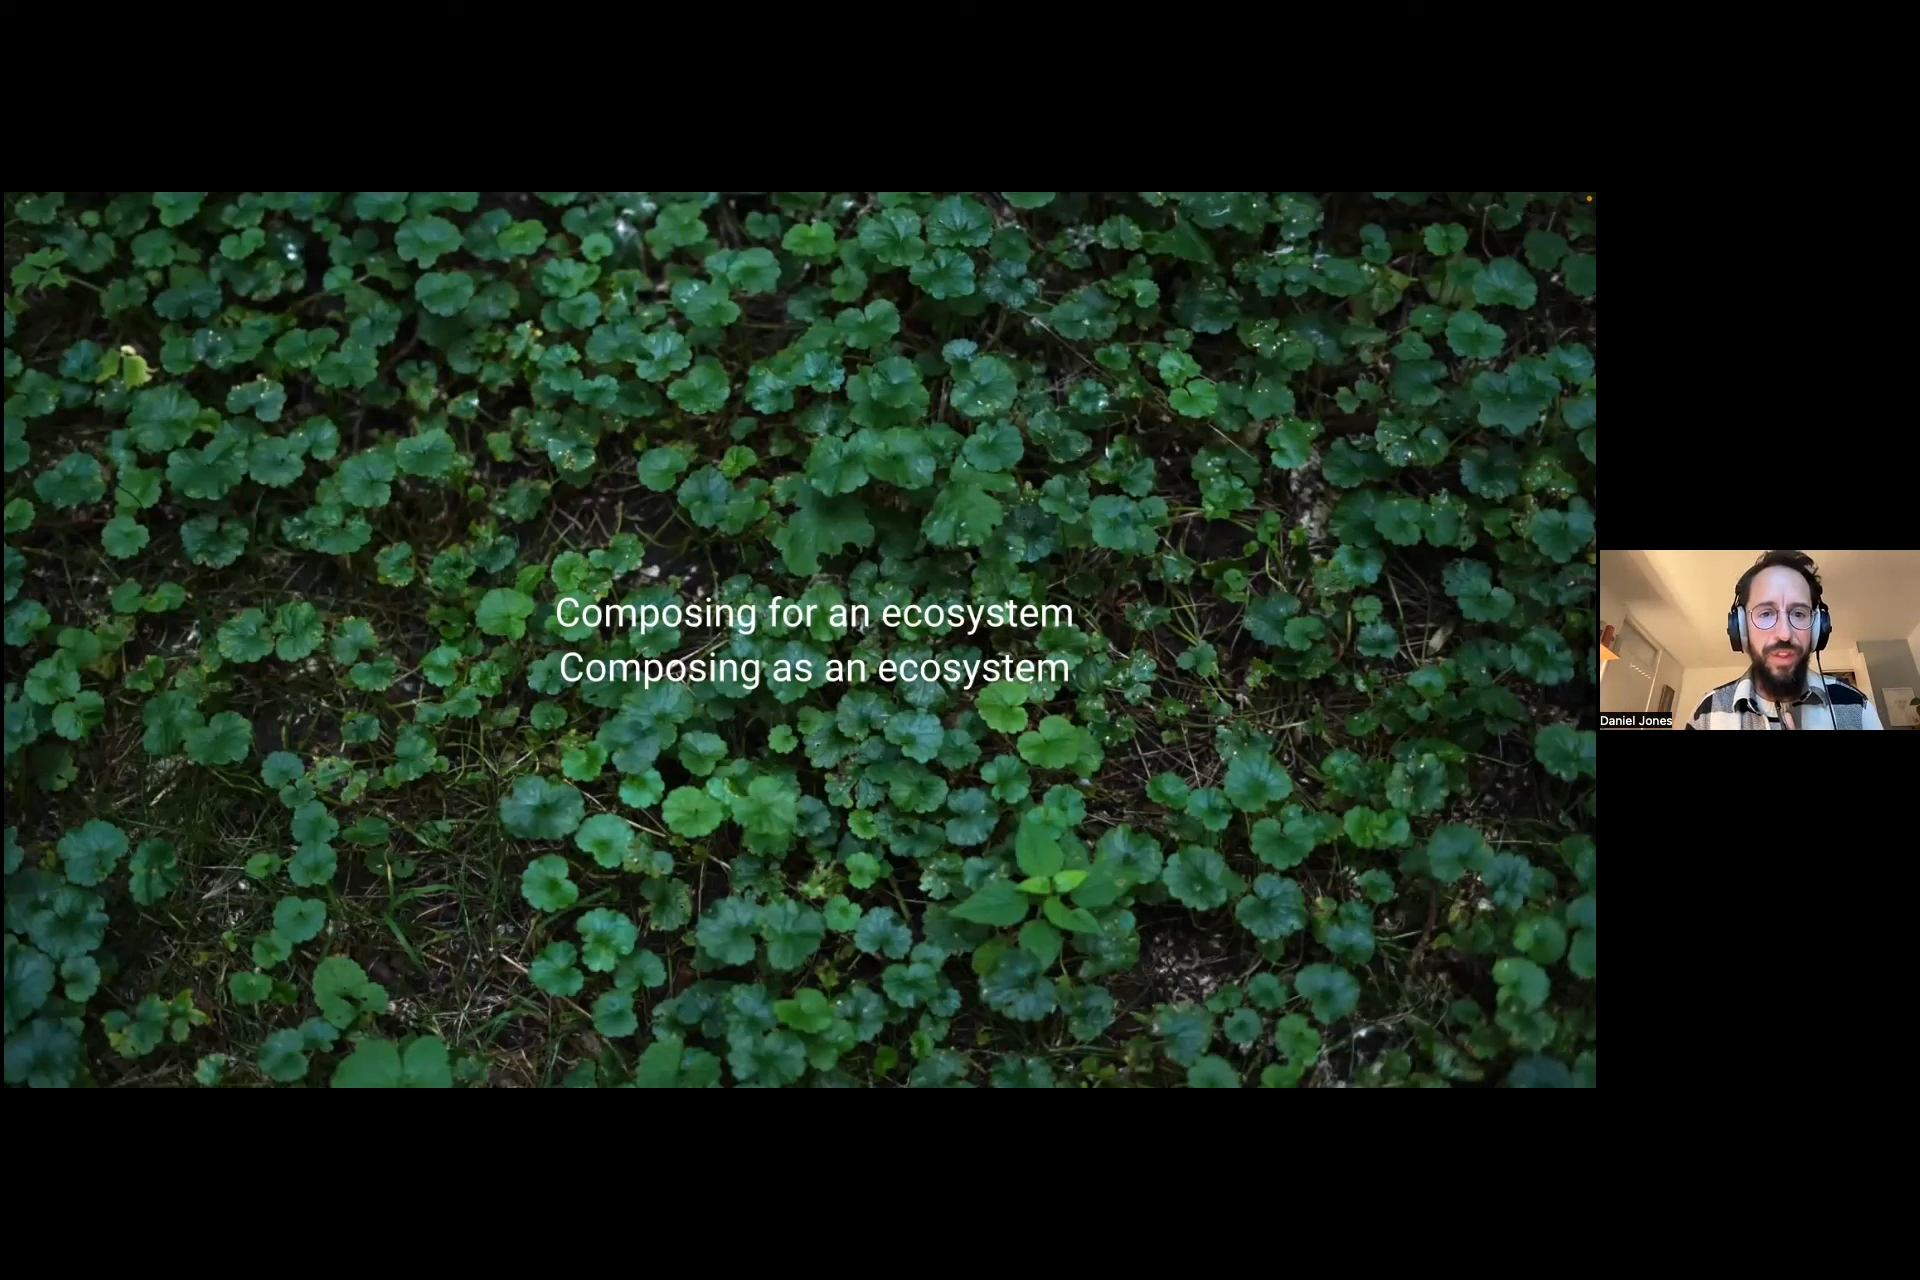 Composing for an ecosystem
Composing as an ecosystem
Daniel Jones